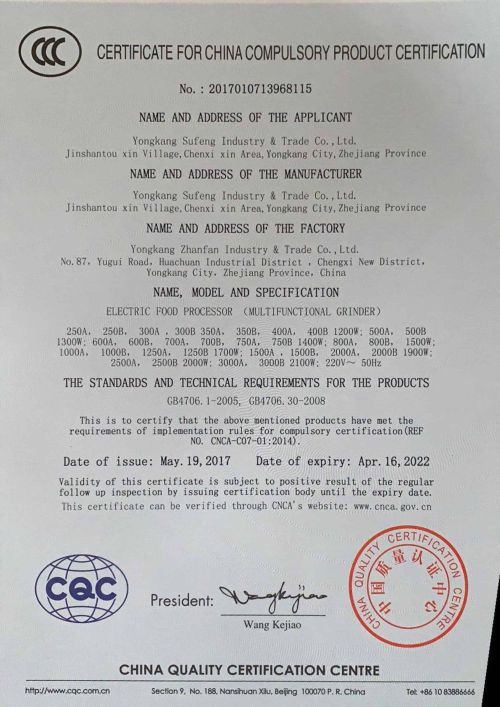 CCC
CERTIFICATE FOR CHINA COMPULSORY PRODUCT CERTIFICATION
No.: 2017010713968115
NAME AND ADDRESS OF THE APPLICANT
Yongkang Sufeng Industry & Trade Co.,Ltd.
Jinshantou xin Village,Chenxi xin Area,Yongkang City,Zhejiang Province
NAME AND ADDRESS OF THE MANUFACTURER
Yongkang Sufeng Industry & Trade Co.,Ltd.
Jinshantou xin Village,Chenxi xin Area,Yongkang City,Zhejiang Province
NAME AND ADDRESS OF THE FACTORY
Yongkang Zhanfan Industry & Trade Co.,Ltd.
No.87, Yugui Road, Huachuan Industrial District , Chengxi New District,
Yongkang City, Zhejiang Province, China
NAME, MODEL AND SPECIFICATION
ELECTRIC FOOD PROCESSOR （MULTIFUNCTIONAL GRINDER）
250A, 250B, 300A , 300B 350A, 350B, 400A, 400B 1200W; 500A, 500B
1300W; 600A, 600B, 700A, 700B, 750A, 750B 1400W; 800A, 800B, 1500W;
1000A, 1000B, 1250A, 1250B 1700W; 1500A , 1500B, 2000A, 2000B 1900W;
2500A, 2500B 2000W; 3000A, 3000B 2100W; 220V~ 50Hz
THE STANDARDS AND TECHNICAL REQUIREMENTS FOR THE PRODUCTS
GB4706.1-2005, GB4706.30-2008
This is to certify that the above mentioned products have met the
requirements of implementation rules for compulsory certification(REF
NO. CNCA-C07-01:2014).
Date of issue: May.19,2017 Date of expiry: Apr.16,2022
Validity of this certificate is subject to positive result of the regular
follow up inspection by issuing certification body until the expiry date.
This certificate can be verified through CNCA's website: www.cnca.gov.cn
CQC
President: Wangkejiao
Wang Kejiao
CHINA QUALITY CERTIFICATION CENTRE
中国质量认证中心
CHINA QUALITY CERTIFICATION CENTRE
http://www.cqc.com.cn Section 9, No. 188, Nansihuan Xilu, Beijing 100070 P. R. China Tel: +86 10 83886666